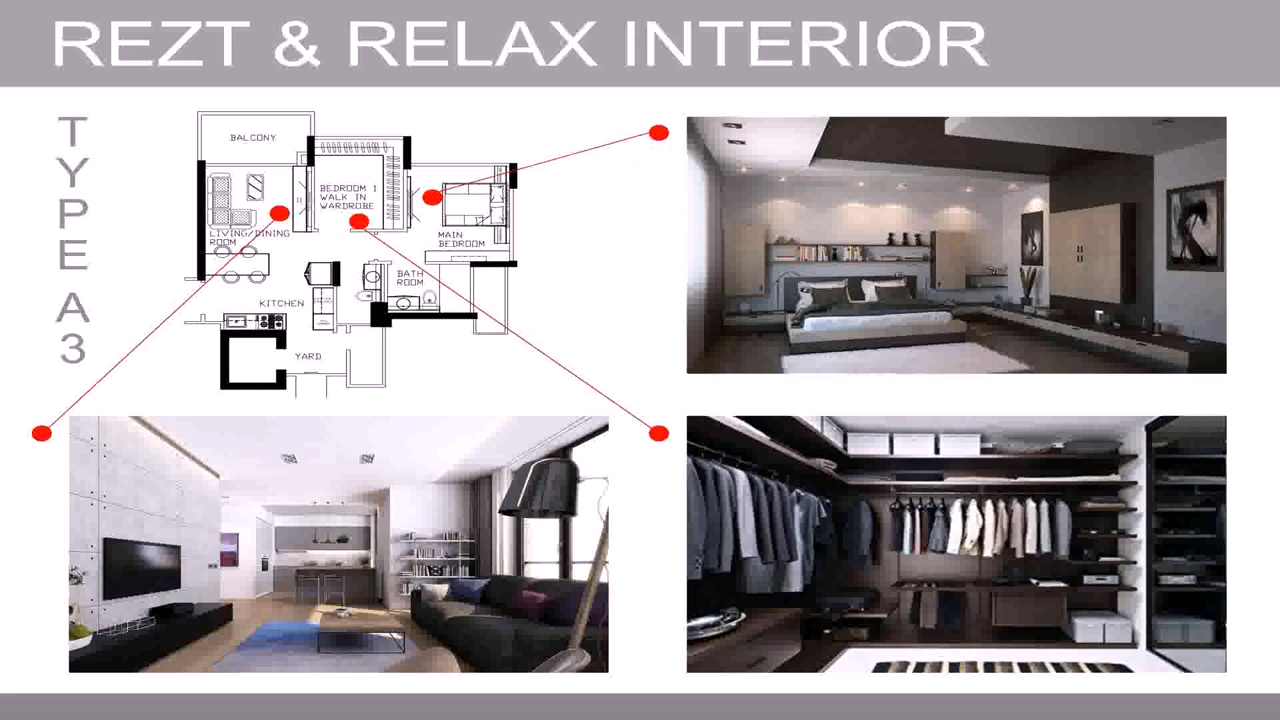 REZT & RELAX INTERIOR
TYPE A3
BALCONY
BEDROOM 1
WALK IN
WARDROBE
LIVING/DINING
ROOM
MAIN
BEDROOM
BATH
ROOM
KITCHEN
YARD